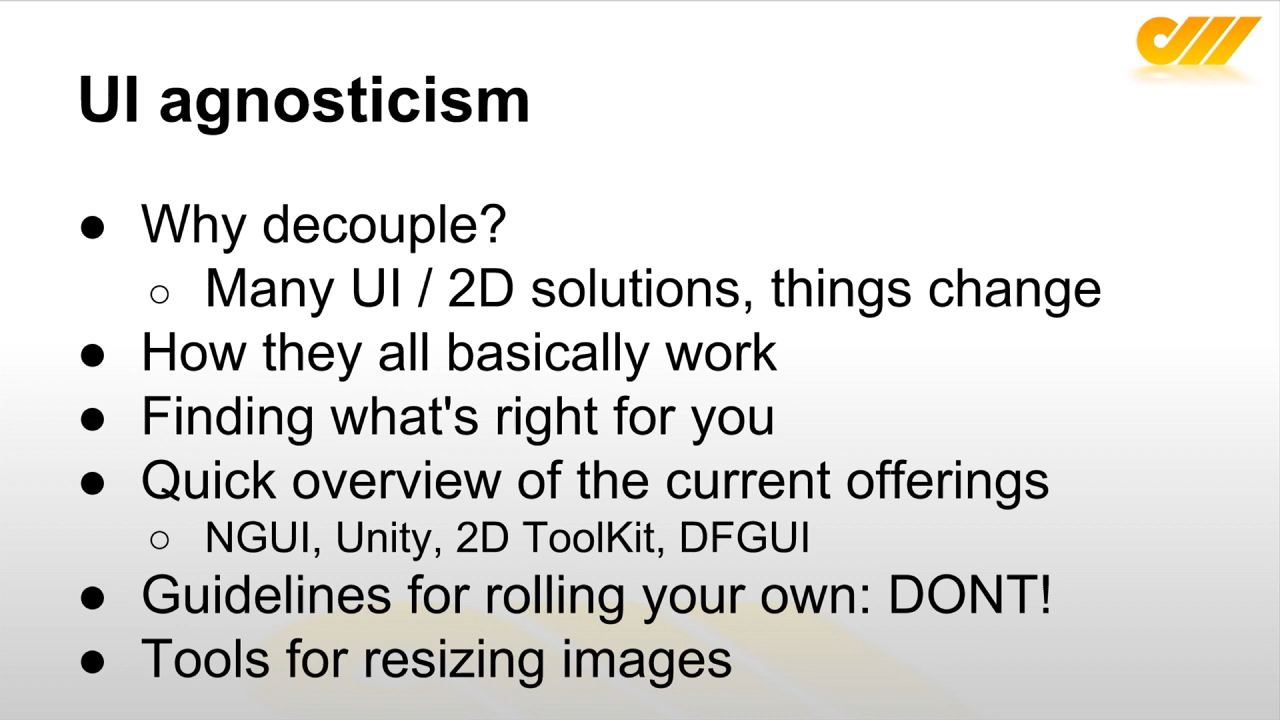 UI agnosticism
● Why decouple?
○ Many UI / 2D solutions, things change
● How they all basically work
● Finding what's right for you
● Quick overview of the current offerings
○ NGUI, Unity, 2D ToolKit, DFGUI
● Guidelines for rolling your own: DONT!
● Tools for resizing images